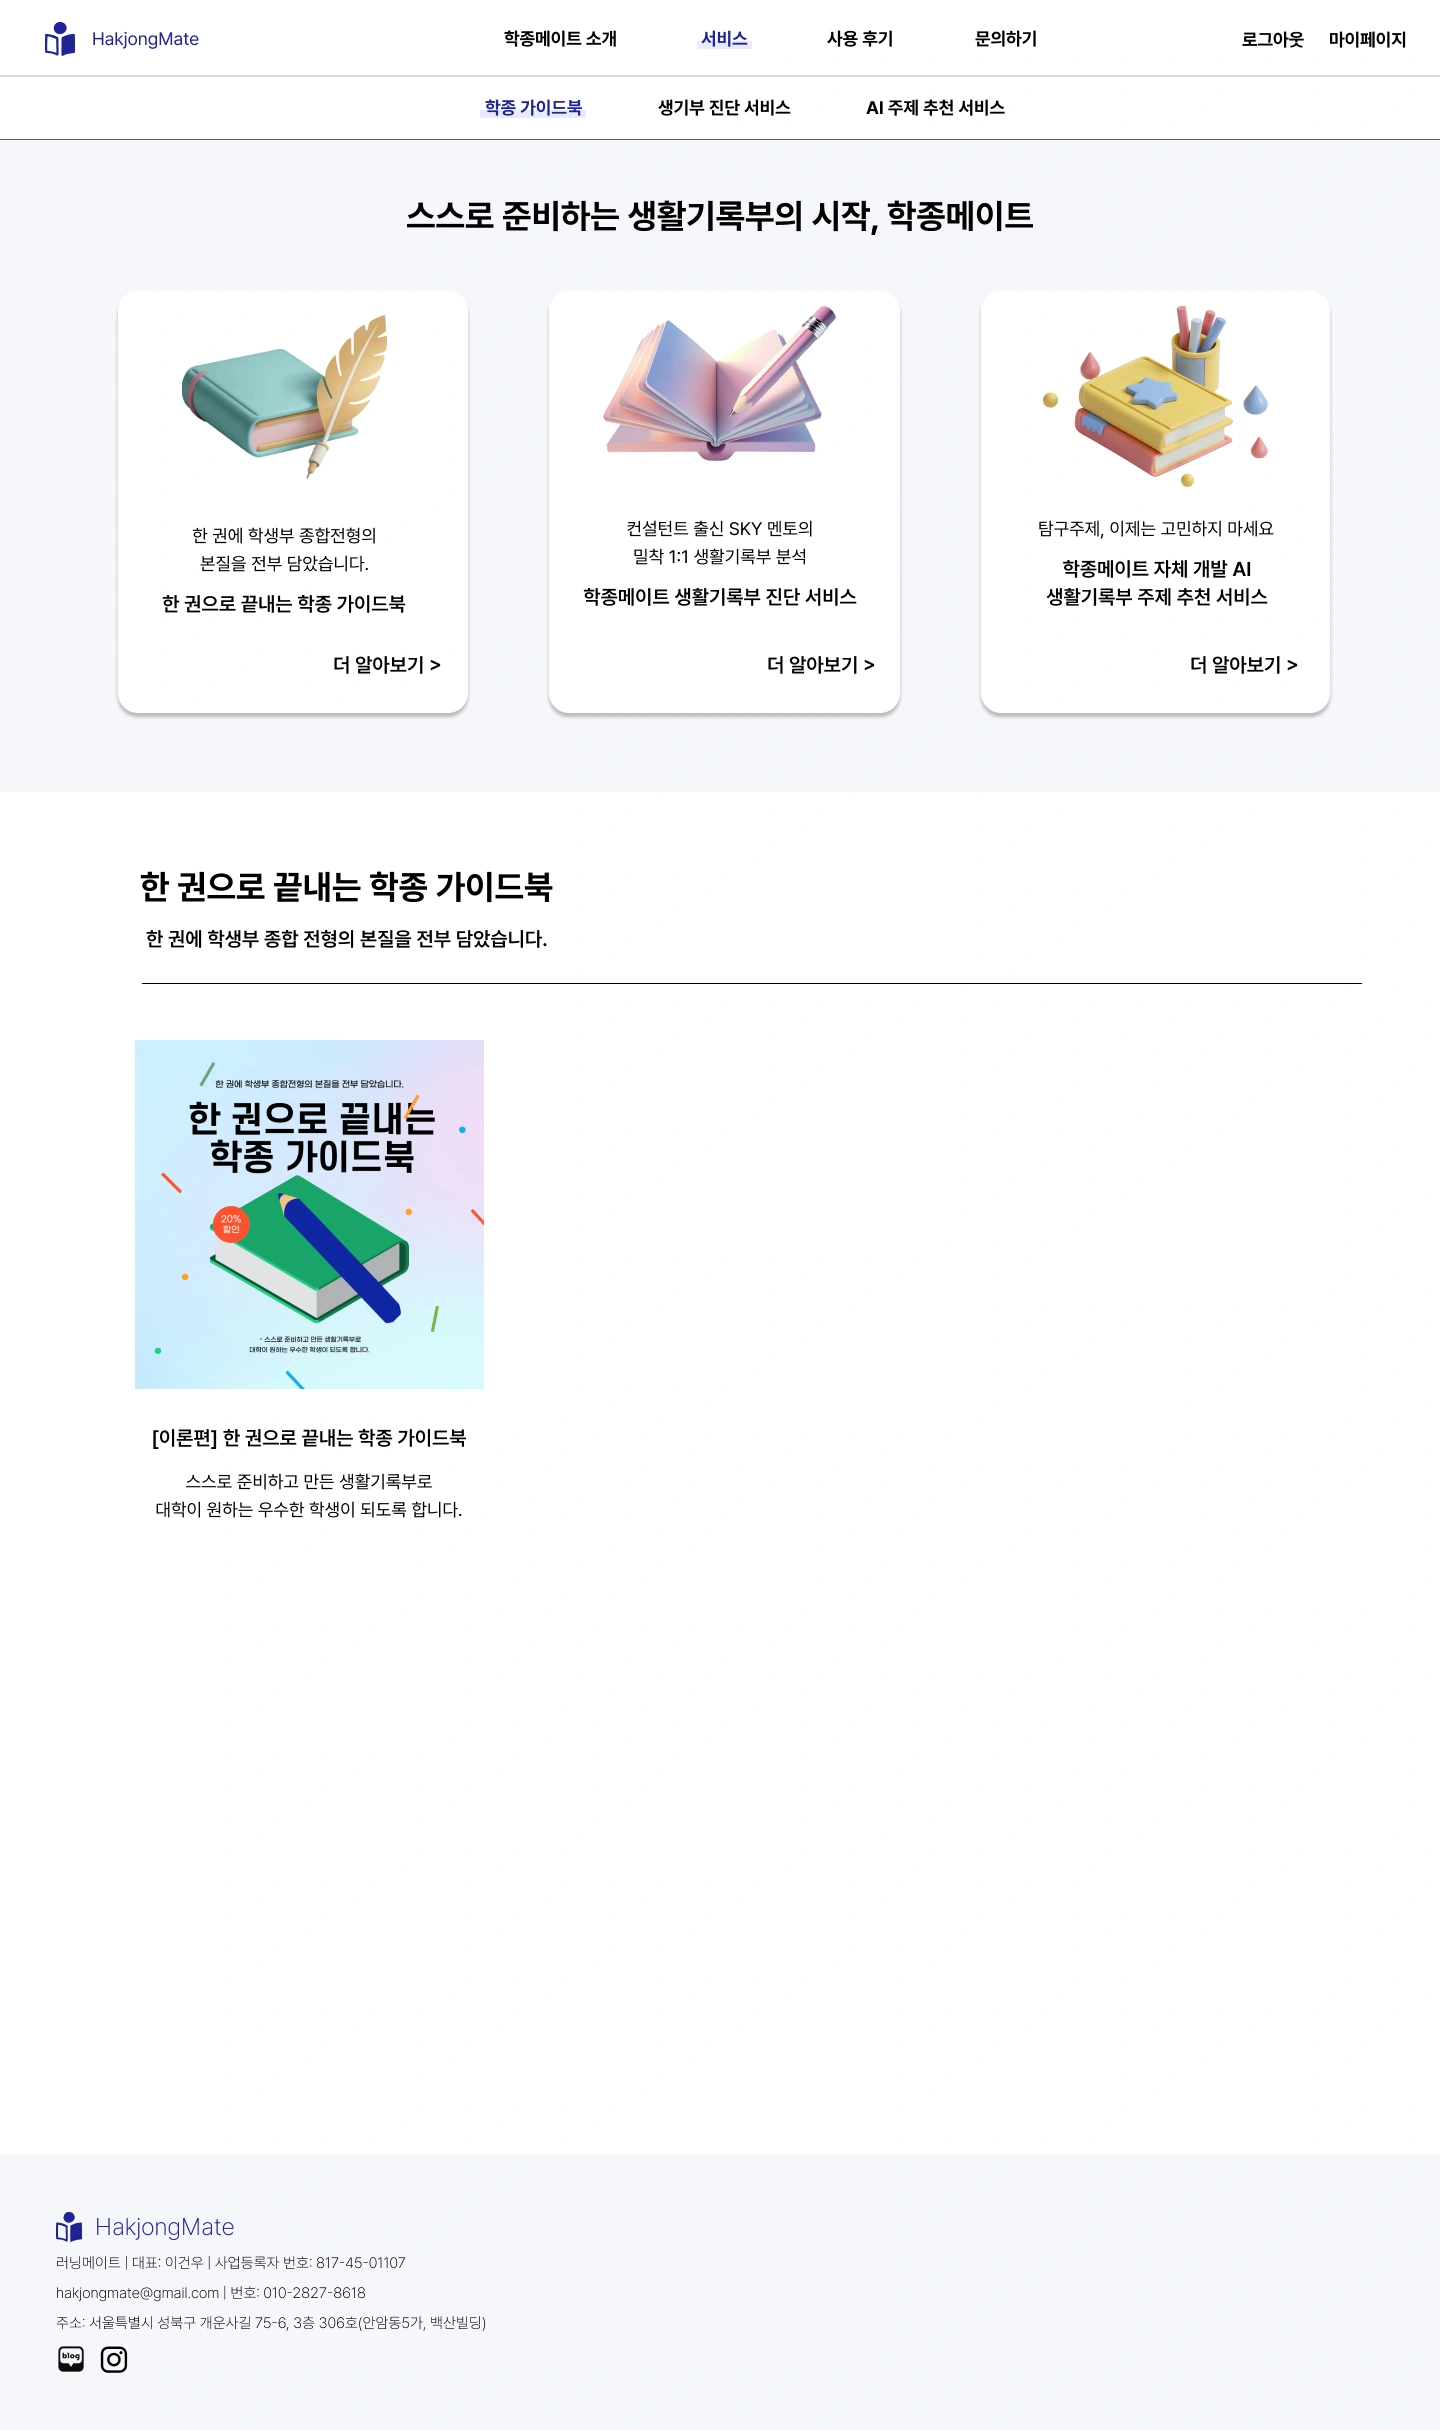 HakjongMate
학종메이트 소개
서비스
사용 후기
문의하기
로그아웃
마이페이지
학종 가이드북
생기부 진단 서비스
AI 주제 추천 서비스
스스로 준비하는 생활기록부의 시작, 학종메이트
한 권에 학생부 종합전형의
본질을 전부 담았습니다.
한 권으로 끝내는 학종 가이드북
더 알아보기 >
컨설턴트 출신 SKY 멘토의
밀착 1:1 생활기록부 분석
학종메이트 생활기록부 진단 서비스
더 알아보기 >
탐구주제, 이제는 고민하지 마세요
학종메이트 자체 개발 AI
생활기록부 주제 추천 서비스
더 알아보기 >
한 권으로 끝내는 학종 가이드북
한 권에 학생부 종합 전형의 본질을 전부 담았습니다.
한 권에 학생부 종합전형의 본질을 전부 담았습니다.
한 권으로 끝내는
학종 가이드북
20%
할인
- 스스로 준비하고 만든 생활기록부로
대학이 원하는 우수한 학생이 되도록 합니다.
[이론편] 한 권으로 끝내는 학종 가이드북
스스로 준비하고 만든 생활기록부로
대학이 원하는 우수한 학생이 되도록 합니다.
HakjongMate
러닝메이트 | 대표: 이건우 | 사업등록자 번호: 817-45-01107
hakjongmate@gmail.com | 번호: 010-2827-8618
주소: 서울특별시 성북구 개운사길 75-6, 3층 306호(안암동5가, 백산빌딩)
blog